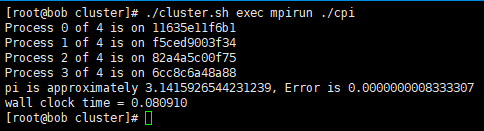 [root@bob cluster]# ./cluster.sh exec mpirun ./cpi
Process 0 of 4 is on 11635e11f6b1
Process 1 of 4 is on f5ced9003f34
Process 2 of 4 is on 82a4a5c00f75
Process 3 of 4 is on 6cc8c6a48a88
pi is approximately 3.1415926544231239, Error is 0.0000000008333307
wall clock time = 0.080910
[root@bob cluster]#